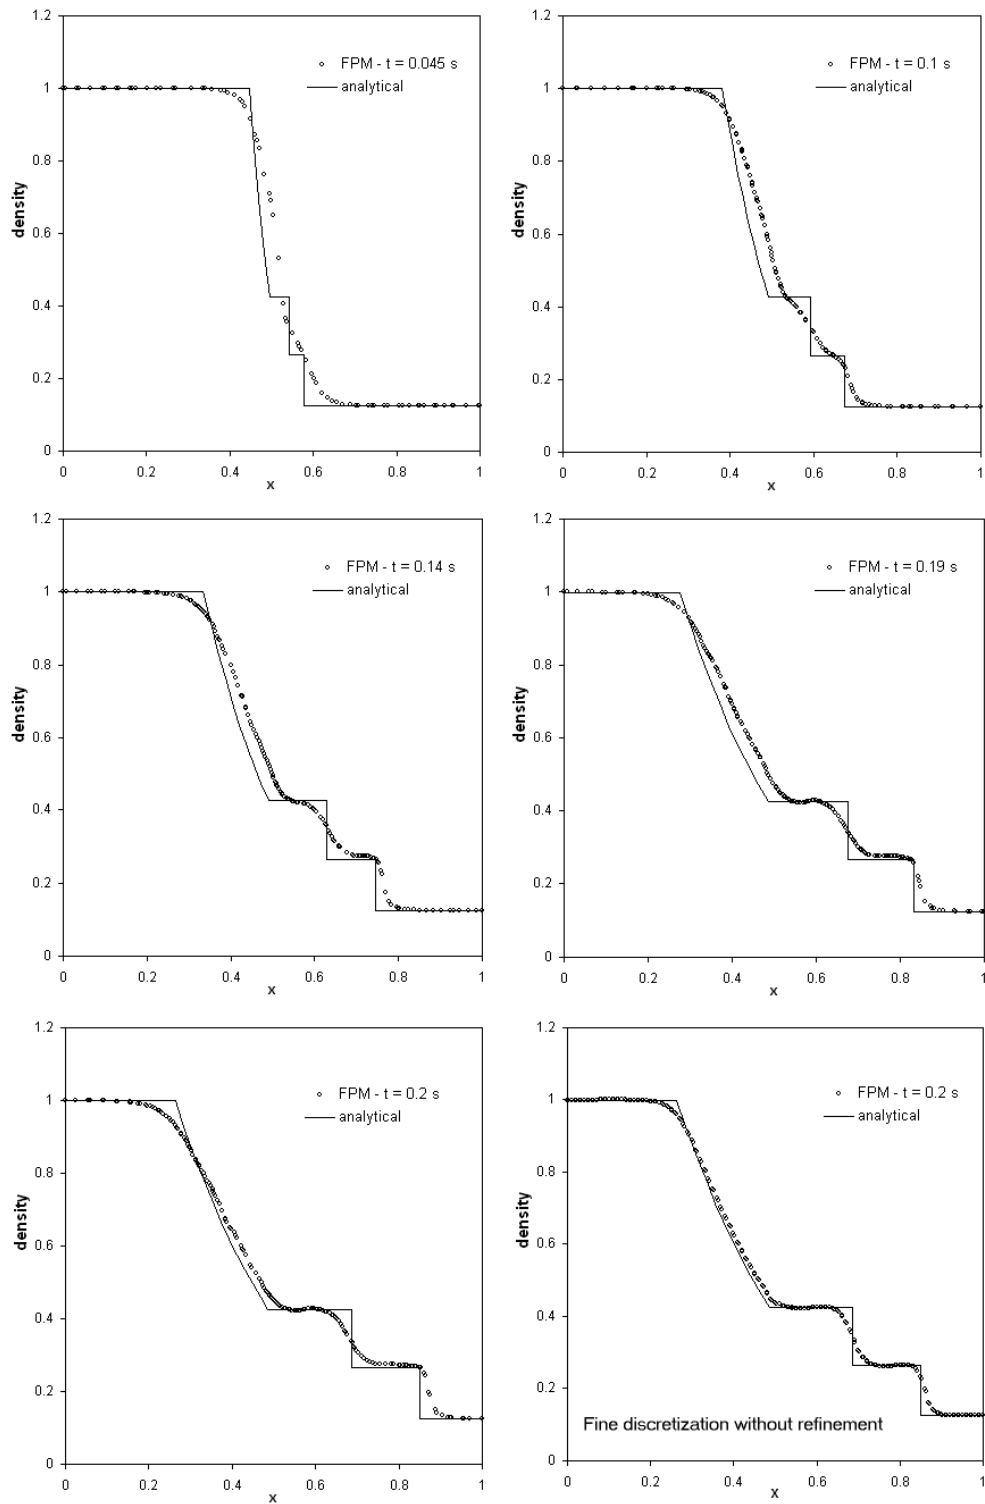 1.2
FPM - t = 0.045 s
analytical
1
0.8
density
0.6
0.4
0.2
0
0 0.2 0.4 0.6 0.8 1
x
1.2
FPM - t = 0.1 s
analytical
1
0.8
density
0.6
0.4
0.2
0
0 0.2 0.4 0.6 0.8 1
x
1.2
FPM - t = 0.14 s
analytical
1
0.8
density
0.6
0.4
0.2
0
0 0.2 0.4 0.6 0.8 1
x
1.2
FPM - t = 0.19 s
analytical
1
0.8
density
0.6
0.4
0.2
0
0 0.2 0.4 0.6 0.8 1
x
1.2
FPM - t = 0.2 s
analytical
1
0.8
density
0.6
0.4
0.2
0
0 0.2 0.4 0.6 0.8 1
x
1.2
FPM - t = 0.2 s
analytical
1
0.8
density
0.6
0.4
0.2
Fine discretization without refinement
0
0 0.2 0.4 0.6 0.8 1
x